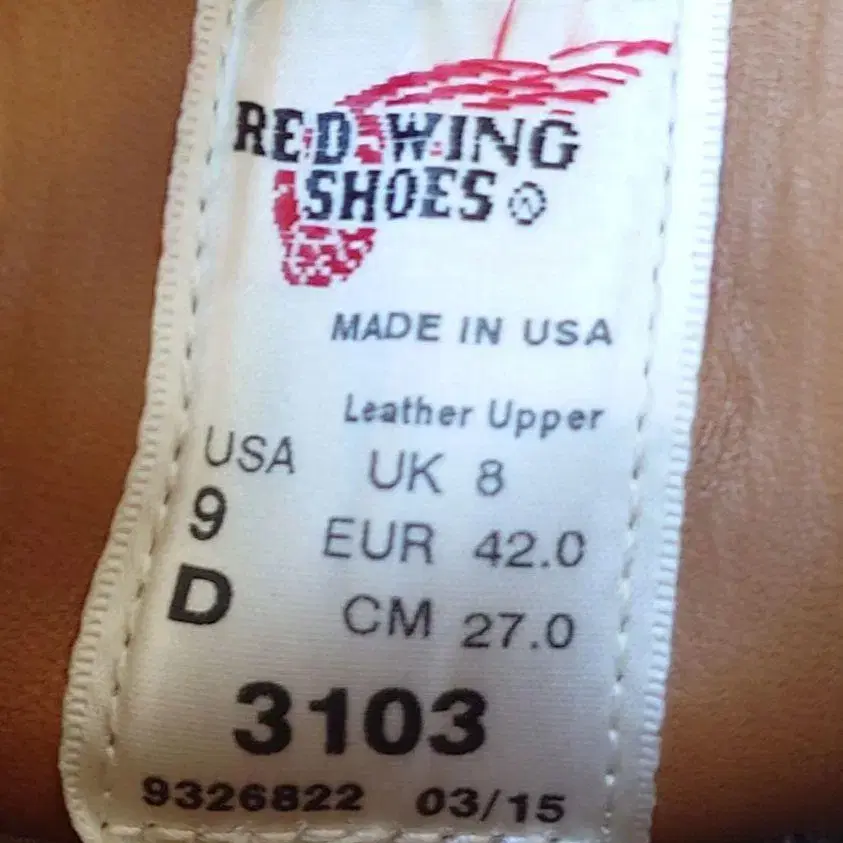 RED WING
SHOES ®
MADE IN USA
Leather Upper
USA UK 8
9 EUR 42.0
D CM 27.0
3103
9326822 03/15